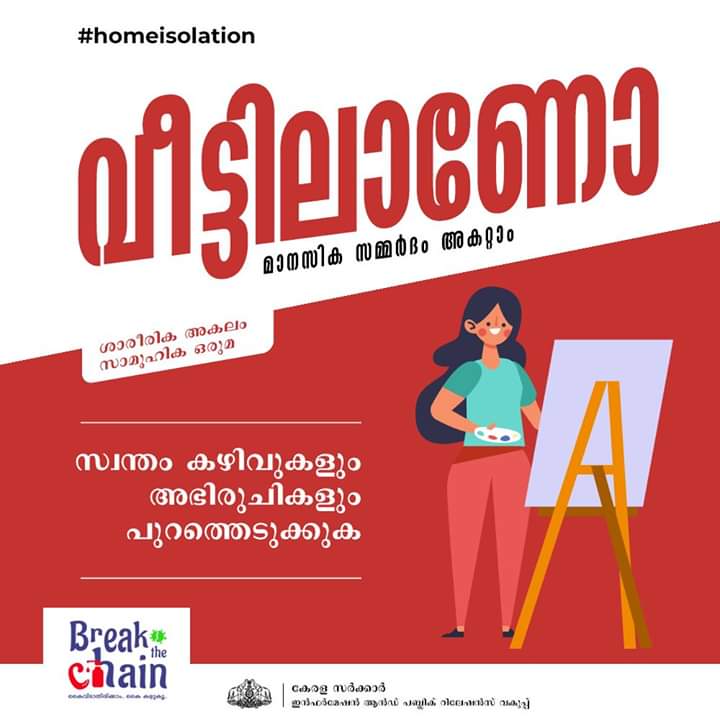 #homeisolation
വീട്ടിലാണോ
മാനസിക സമ്മർദം അകറ്റാം
ശാരീരിക അകലം
സാമൂഹിക ഒരുമ
സ്വന്തം കഴിവുകളും
അഭിരുചികളും
പുറത്തെടുക്കുക
Break
the
chain
കൈവിടാതിരിക്കാം. കൈ കഴുകൂ.
കേരള സർക്കാർ
ഇൻഫർമേഷൻ ആൻഡ് പബ്ലിക് റിലേഷൻസ് വകുപ്പ്